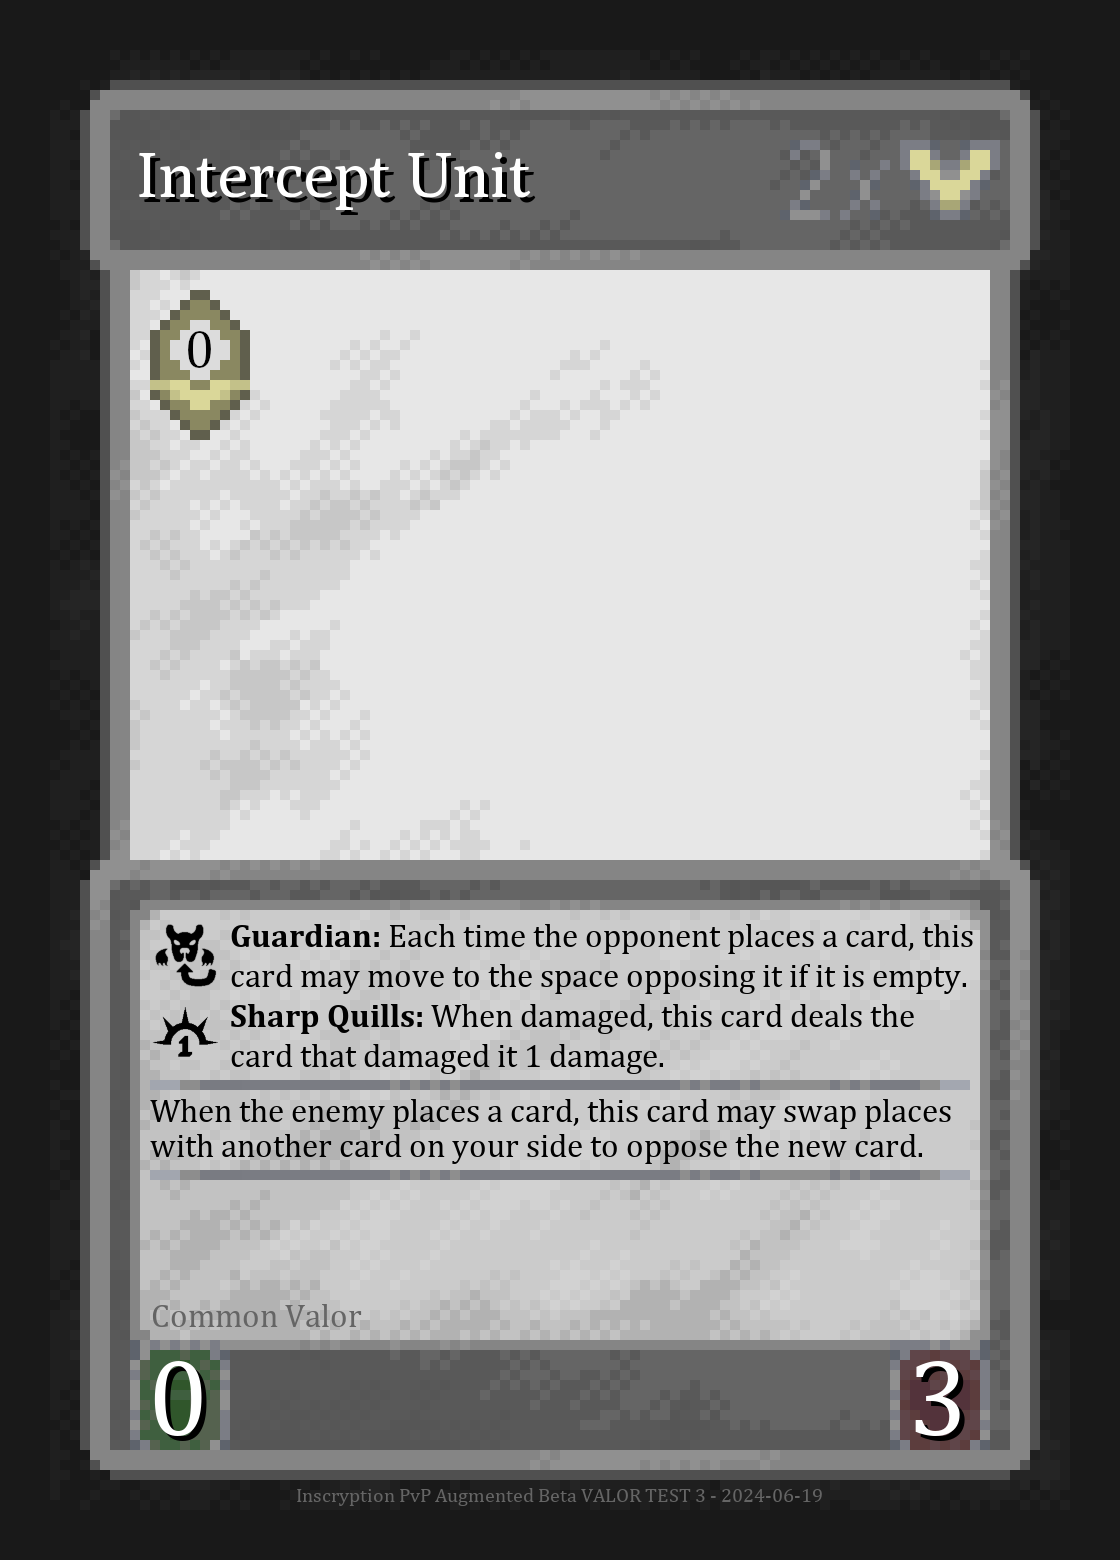 Intercept Unit 2x
0
Guardian: Each time the opponent places a card, this
card may move to the space opposing it if it is empty.
1
Sharp Quills: When damaged, this card deals the
card that damaged it 1 damage.
When the enemy places a card, this card may swap places
with another card on your side to oppose the new card.
Common Valor
0
3
Inscryption PvP Augmented Beta VALOR TEST 3 - 2024-06-19